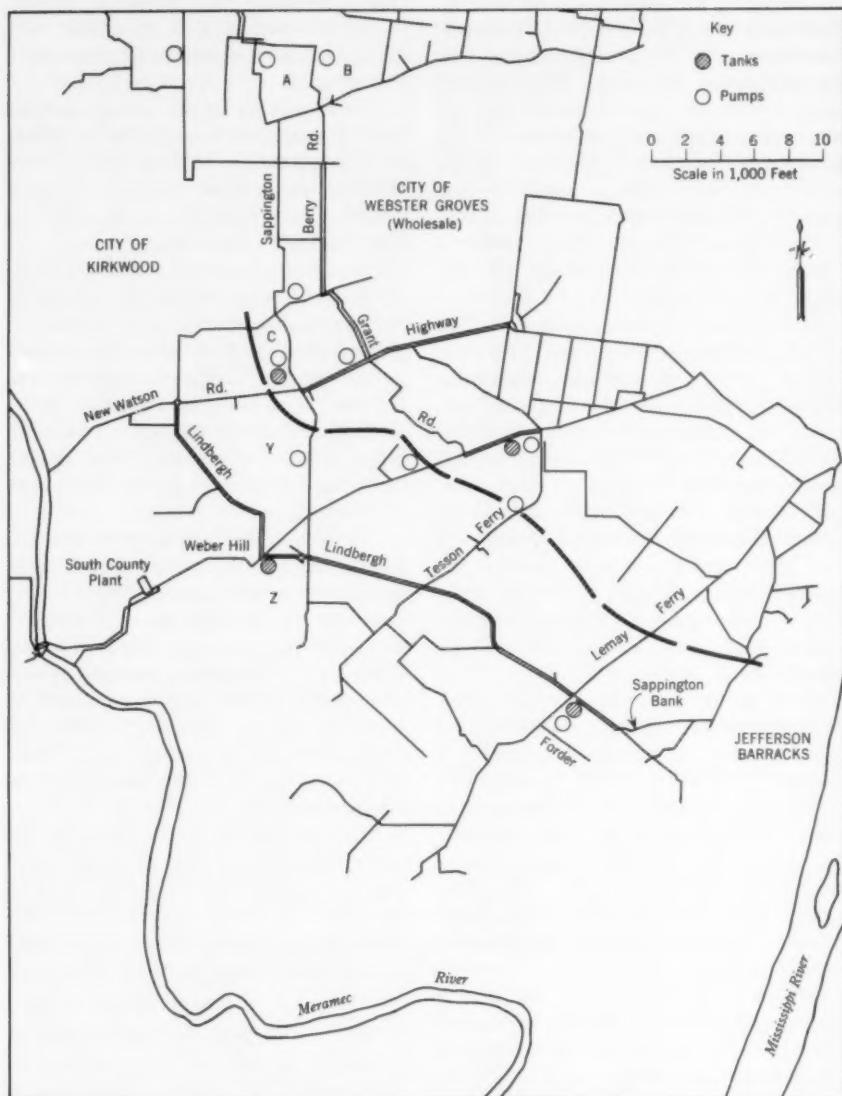 Key
Tanks
Pumps
0 2 4 6 8 10
Scale in 1,000 Feet
A
B
Rd.
Sappington
Berry
CITY OF
WEBSTER GROVES
(Wholesale)
CITY OF
KIRKWOOD
N
C
Grant
Highway
New Watson
Rd.
Rd.
Lindbergh
Y
Weber Hill
Lindbergh
Tesson
Ferry
South County
Plant
Z
Lemay
Ferry
Sappington
Bank
JEFFERSON
BARRACKS
Forder
Meramec
River
Mississippi River